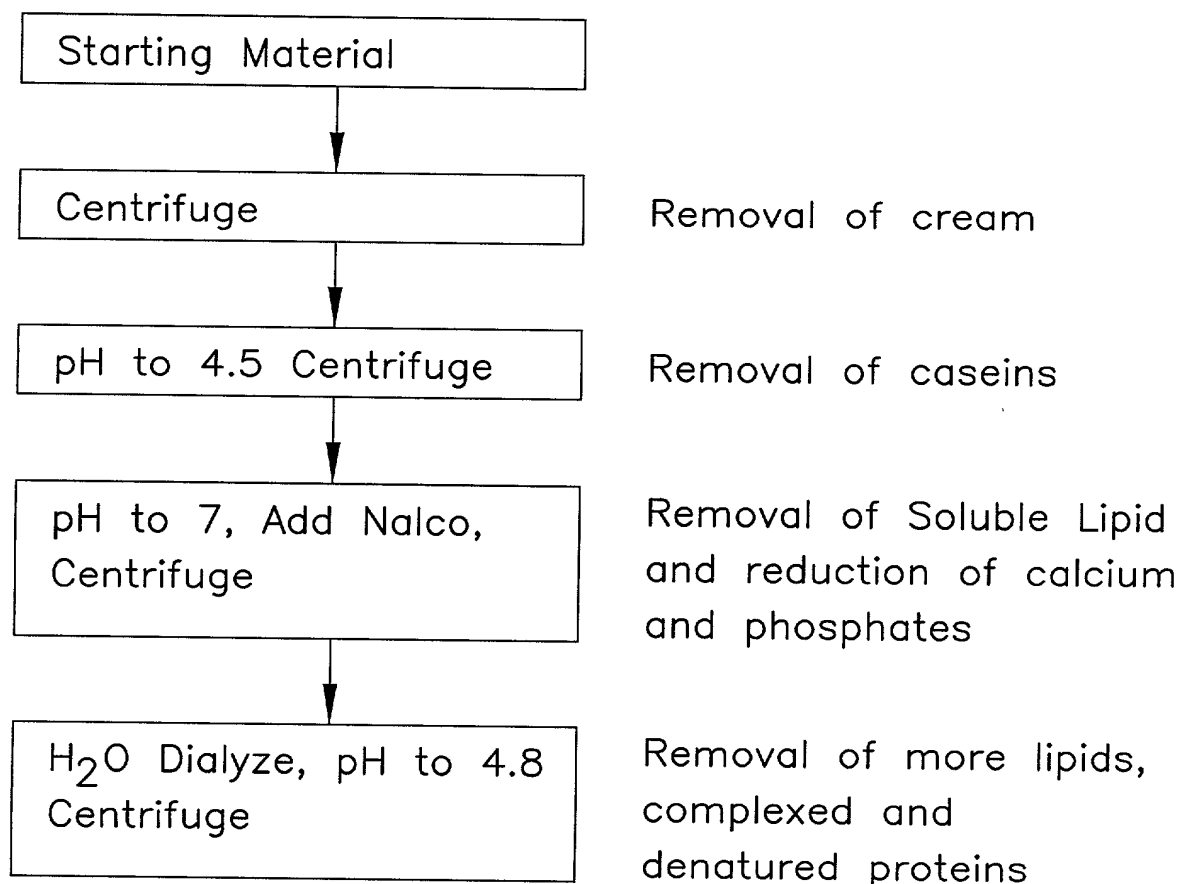 Starting Material
Centrifuge
Removal of cream
pH to 4.5 Centrifuge
Removal of caseins
pH to 7, Add Nalco,
Centrifuge
Removal of Soluble Lipid
and reduction of calcium
and phosphates
H₂O Dialyze, pH to 4.8
Centrifuge
Removal of more lipids,
complexed and
denatured proteins